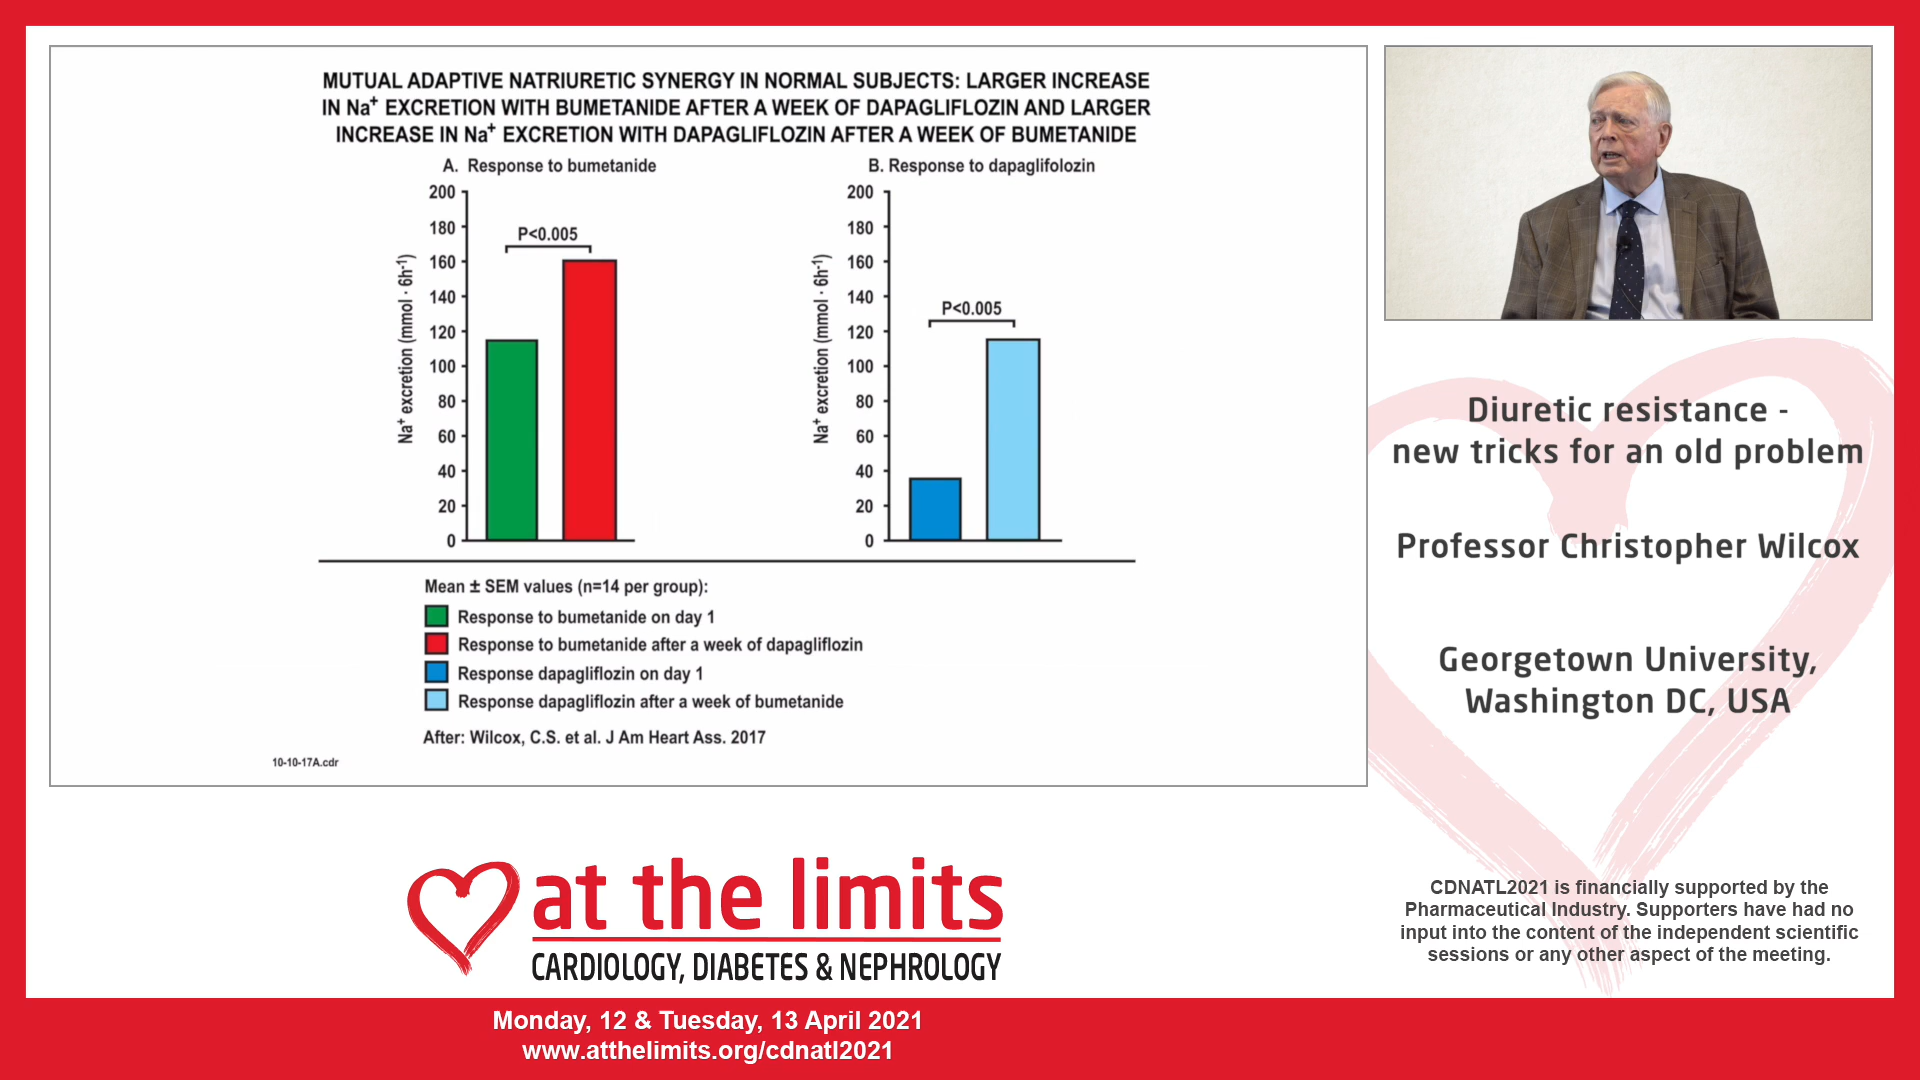 MUTUAL ADAPTIVE NATRIURETIC SYNERGY IN NORMAL SUBJECTS: LARGER INCREASE
IN Na⁺ EXCRETION WITH BUMETANIDE AFTER A WEEK OF DAPAGLIFLOZIN AND LARGER
INCREASE IN Na⁺ EXCRETION WITH DAPAGLIFLOZIN AFTER A WEEK OF BUMETANIDE
A. Response to bumetanide
200
180
160
140
120
100
80
60
40
20
0
Na⁺ excretion (mmol · 6h⁻¹)
P<0.005
B. Response to dapaglifolozin
200
180
160
140
120
100
80
60
40
20
0
Na⁺ excretion (mmol · 6h⁻¹)
P<0.005
Mean ± SEM values (n=14 per group):
Response to bumetanide on day 1
Response to bumetanide after a week of dapagliflozin
Response dapagliflozin on day 1
Response dapagliflozin after a week of bumetanide
After: Wilcox, C.S. et al. J Am Heart Ass. 2017
10-10-17A.cdr
Diuretic resistance -
new tricks for an old problem
Professor Christopher Wilcox
Georgetown University,
Washington DC, USA
CDNATL2021 is financially supported by the
Pharmaceutical Industry. Supporters have had no
input into the content of the independent scientific
sessions or any other aspect of the meeting.
at the limits
CARDIOLOGY, DIABETES & NEPHROLOGY
Monday, 12 & Tuesday, 13 April 2021
www.atthelimits.org/cdnatl2021